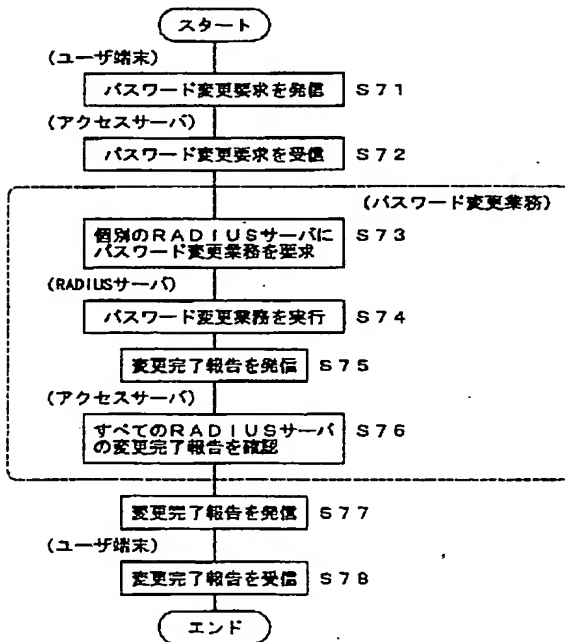 スタート
(ユーザ端末)
パスワード変更要求を発信 S71
(アクセスサーバ)
パスワード変更要求を受信 S72
(パスワード変更業務)
個別のRADIUSサーバに S73
パスワード変更業務を要求
(RADIUSサーバ)
パスワード変更業務を実行 S74
変更完了報告を発信 S75
(アクセスサーバ)
すべてのRADIUSサーバ S76
の変更完了報告を確認
変更完了報告を発信 S77
(ユーザ端末)
変更完了報告を受信 S78
エンド